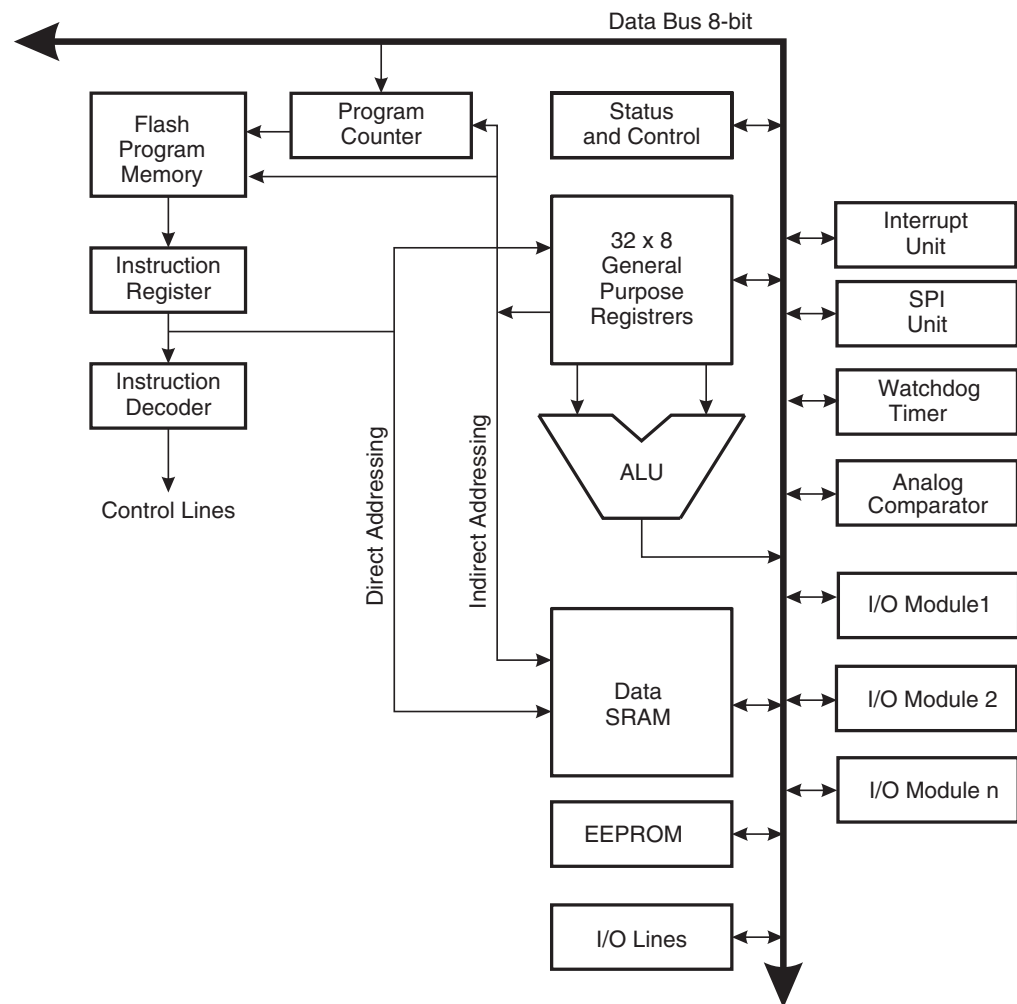 Data Bus 8-bit
Flash
Program
Memory
Program
Counter
Status
and Control
Interrupt
Unit
32 x 8
General
Purpose
Registrers
Instruction
Register
SPI
Unit
Instruction
Decoder
Watchdog
Timer
ALU
Analog
Comparator
Control Lines
Direct Addressing
Indirect Addressing
I/O Module1
Data
SRAM
I/O Module 2
I/O Module n
EEPROM
I/O Lines